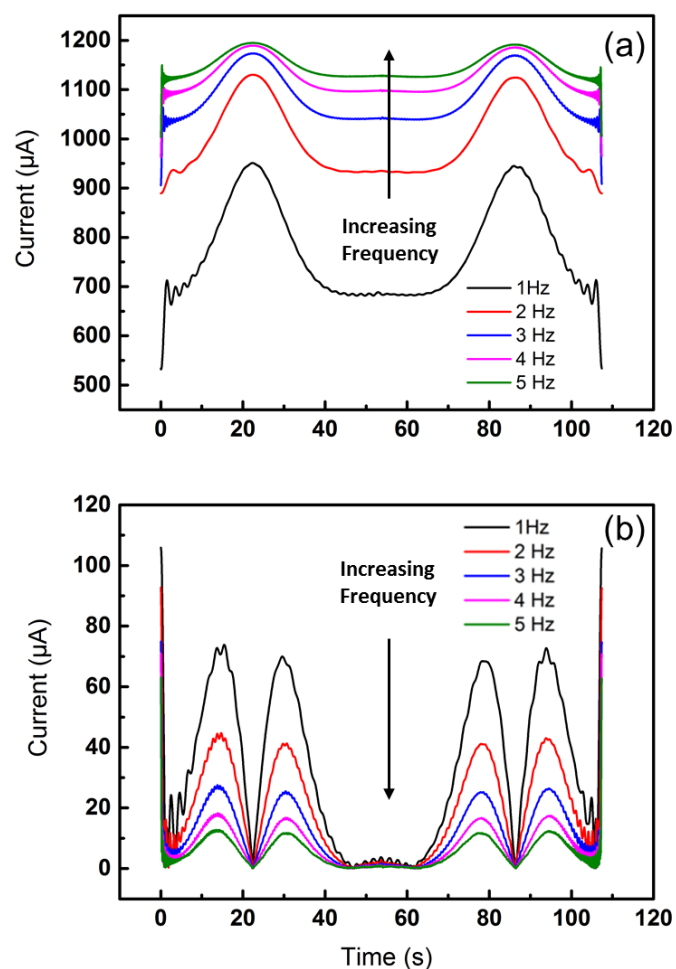 (a)
1200
1100
1000
900
800
700
600
500
Current (µA)
Increasing
Frequency
1Hz
2 Hz
3 Hz
4 Hz
5 Hz
0 20 40 60 80 100 120
(b)
120
100
80
60
40
20
0
Current (µA)
Increasing
Frequency
1Hz
2 Hz
3 Hz
4 Hz
5 Hz
0 20 40 60 80 100 120
Time (s)